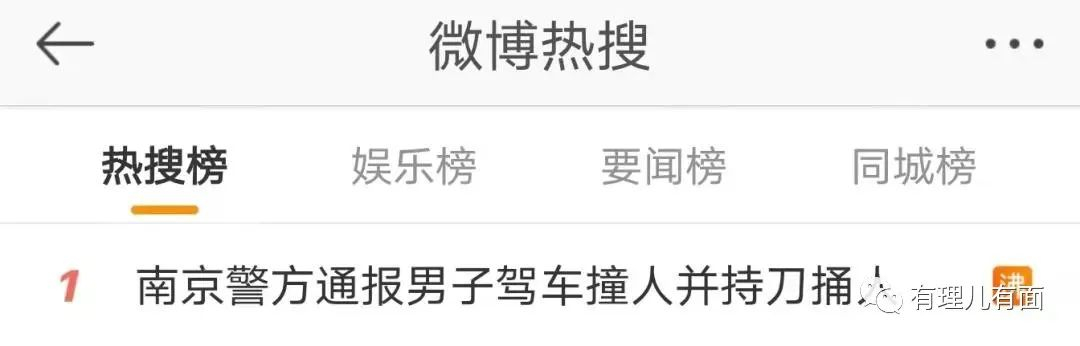 微博热搜
热搜榜 娱乐榜 要闻榜 同城榜
1 南京警方通报男子驾车撞人并持刀捅人 沸
有理儿有面